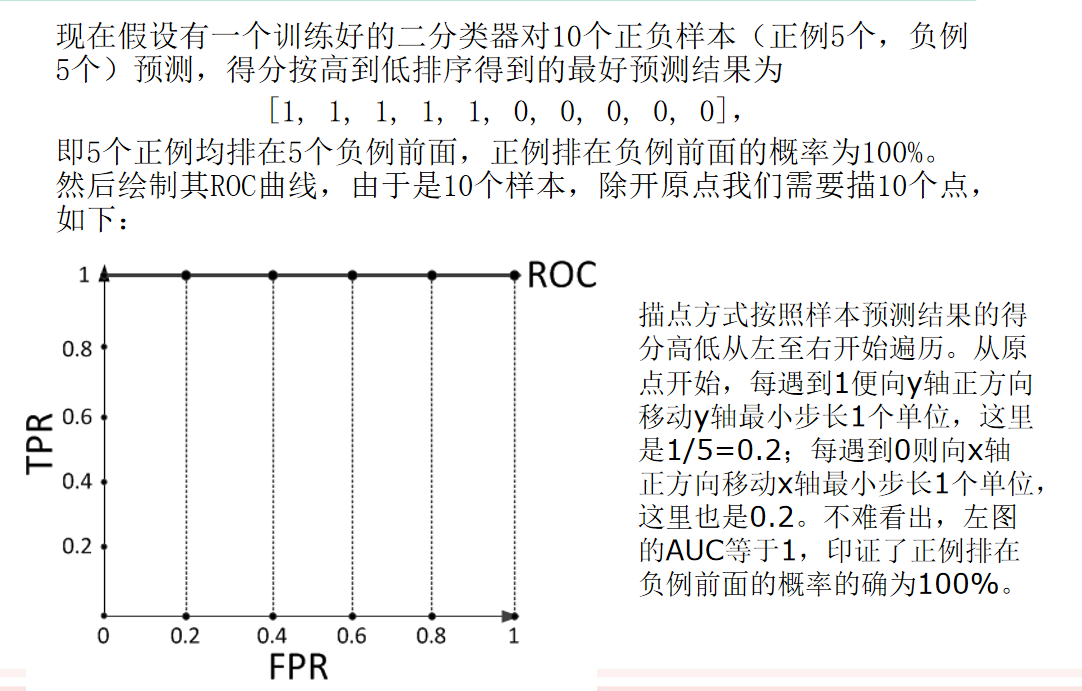 现在假设有一个训练好的二分类器对10个正负样本（正例5个，负例
5个）预测，得分按高到低排序得到的最好预测结果为
[1, 1, 1, 1, 1, 0, 0, 0, 0, 0]，
即5个正例均排在5个负例前面，正例排在负例前面的概率为100%。
然后绘制其ROC曲线，由于是10个样本，除开原点我们需要描10个点，
如下：
1
ROC
0.8
0.6
TPR
0.4
0.2
0 0.2 0.4 0.6 0.8 1
FPR
描点方式按照样本预测结果的得
分高低从左至右开始遍历。从原
点开始，每遇到1便向y轴正方向
移动y轴最小步长1个单位，这里
是1/5=0.2；每遇到0则向x轴
正方向移动x轴最小步长1个单位，
这里也是0.2。不难看出，左图
的AUC等于1，印证了正例排在
负例前面的概率的确为100%。